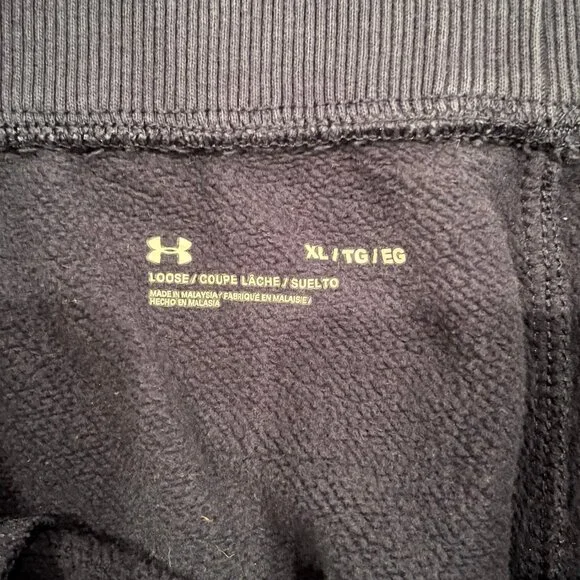 XL / TG / EG
LOOSE / COUPE LÂCHE / SUELTO
MADE IN MALAYSIA / FABRIQUÉ EN MALAISIE /
HECHO EN MALASIA